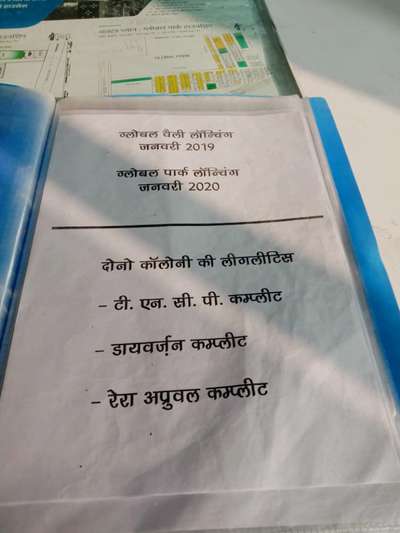 ग्लोबल वैली लॉन्चिंग
जनवरी 2019
ग्लोबल पार्क लॉन्चिंग
जनवरी 2020
दोनो कॉलोनी की लीगलीटिस
– टी. एन. सी. पी. कम्प्लीट
– डायवर्ज़न कम्प्लीट
– रेरा अप्रुवल कम्प्लीट